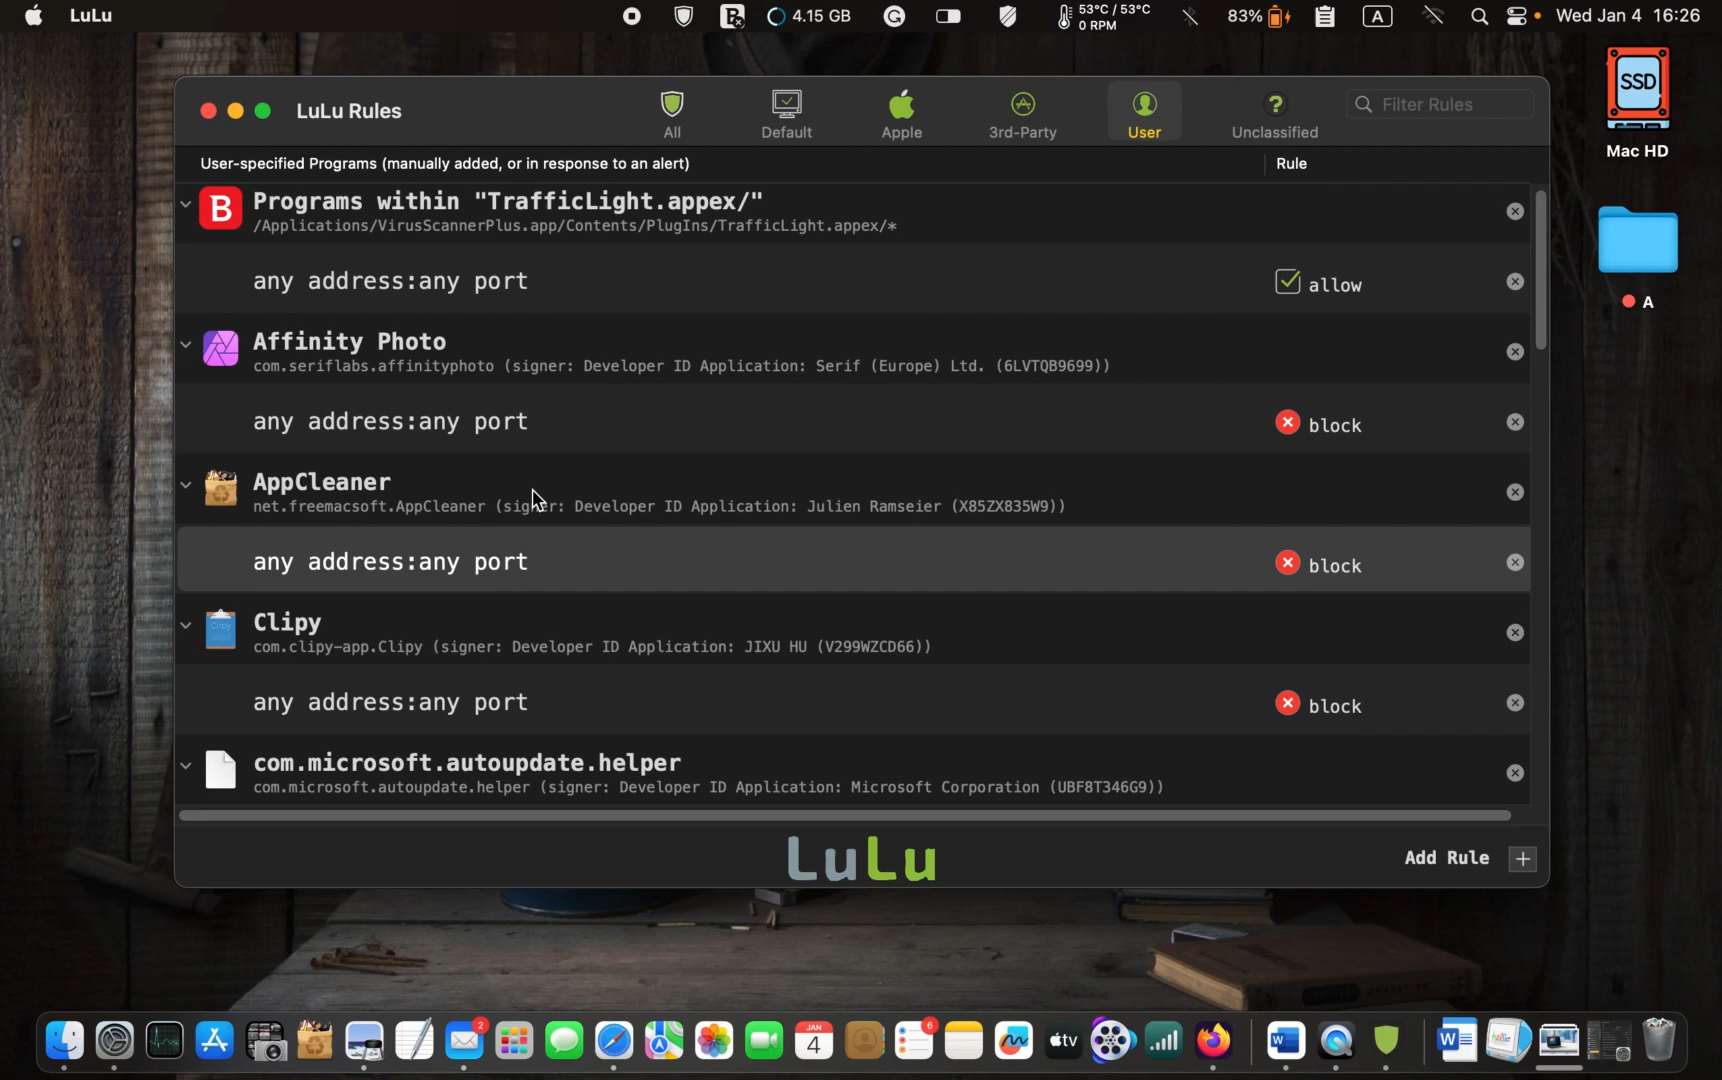 LuLu
4.15 GB
53°C / 53°C
0 RPM
83%
A
Wed Jan 4 16:26
SSD
Mac HD
A
LuLu Rules
All
Default
Apple
3rd-Party
User
Unclassified
Filter Rules
User-specified Programs (manually added, or in response to an alert)
Rule
B
Programs within "TrafficLight.appex/"
/Applications/VirusScannerPlus.app/Contents/PlugIns/TrafficLight.appex/*
any address:any port
allow
Affinity Photo
com.seriflabs.affinityphoto (signer: Developer ID Application: Serif (Europe) Ltd. (6LVTQB9699))
any address:any port
block
AppCleaner
net.freemacsoft.AppCleaner (signer: Developer ID Application: Julien Ramseier (X85ZX835W9))
any address:any port
block
Clipy
com.clipy-app.Clipy (signer: Developer ID Application: JIXU HU (V299WZCD66))
any address:any port
block
com.microsoft.autoupdate.helper
com.microsoft.autoupdate.helper (signer: Developer ID Application: Microsoft Corporation (UBF8T346G9))
LuLu
Add Rule
2
JAN
4
6
tv
W
W